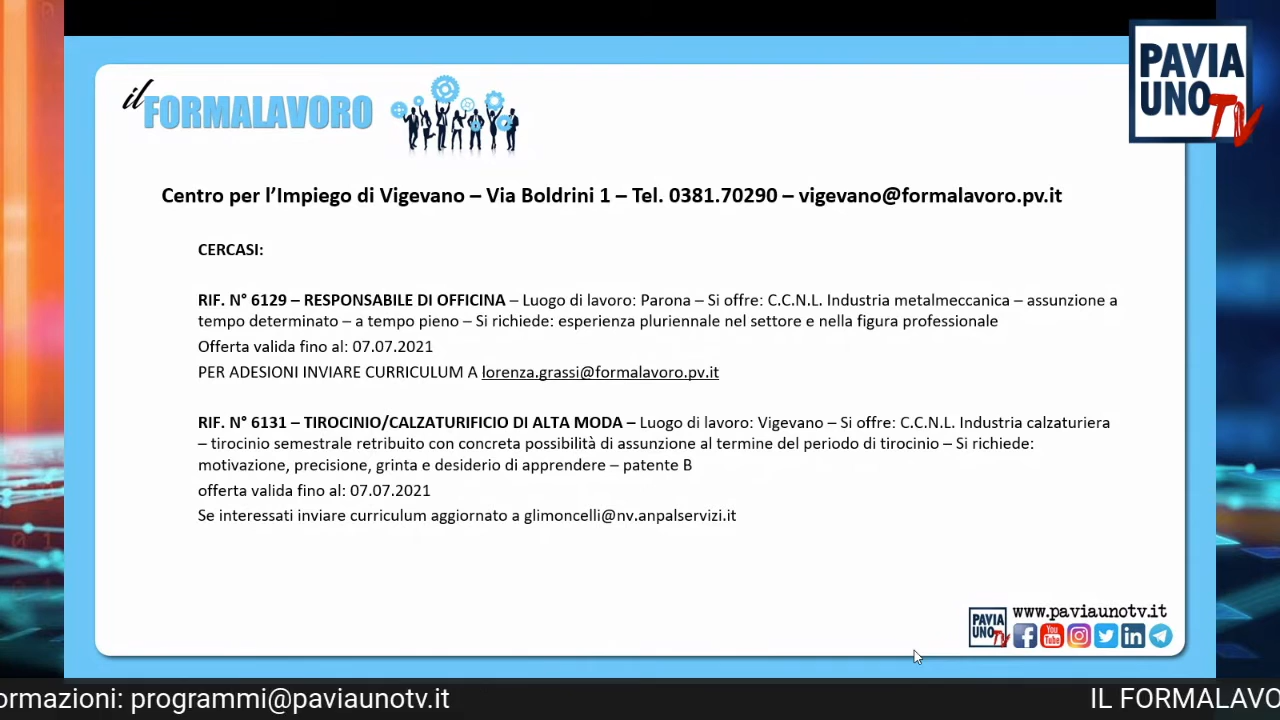 il
FORMALAVORO
PAVIA
UNO TV
Centro per l'Impiego di Vigevano – Via Boldrini 1 – Tel. 0381.70290 – vigevano@formalavoro.pv.it
CERCASI:
RIF. N° 6129 – RESPONSABILE DI OFFICINA – Luogo di lavoro: Parona – Si offre: C.C.N.L. Industria metalmeccanica – assunzione a
tempo determinato – a tempo pieno – Si richiede: esperienza pluriennale nel settore e nella figura professionale
Offerta valida fino al: 07.07.2021
PER ADESIONI INVIARE CURRICULUM A lorenza.grassi@formalavoro.pv.it
RIF. N° 6131 – TIROCINIO/CALZATURIFICIO DI ALTA MODA – Luogo di lavoro: Vigevano – Si offre: C.C.N.L. Industria calzaturiera
– tirocinio semestrale retribuito con concreta possibilità di assunzione al termine del periodo di tirocinio – Si richiede:
motivazione, precisione, grinta e desiderio di apprendere – patente B
offerta valida fino al: 07.07.2021
Se interessati inviare curriculum aggiornato a glimoncelli@nv.anpalservizi.it
www.paviaunotv.it
PAVIA
UNO TV
You
Tube
ormazioni: programmi@paviaunotv.it IL FORMALAVO